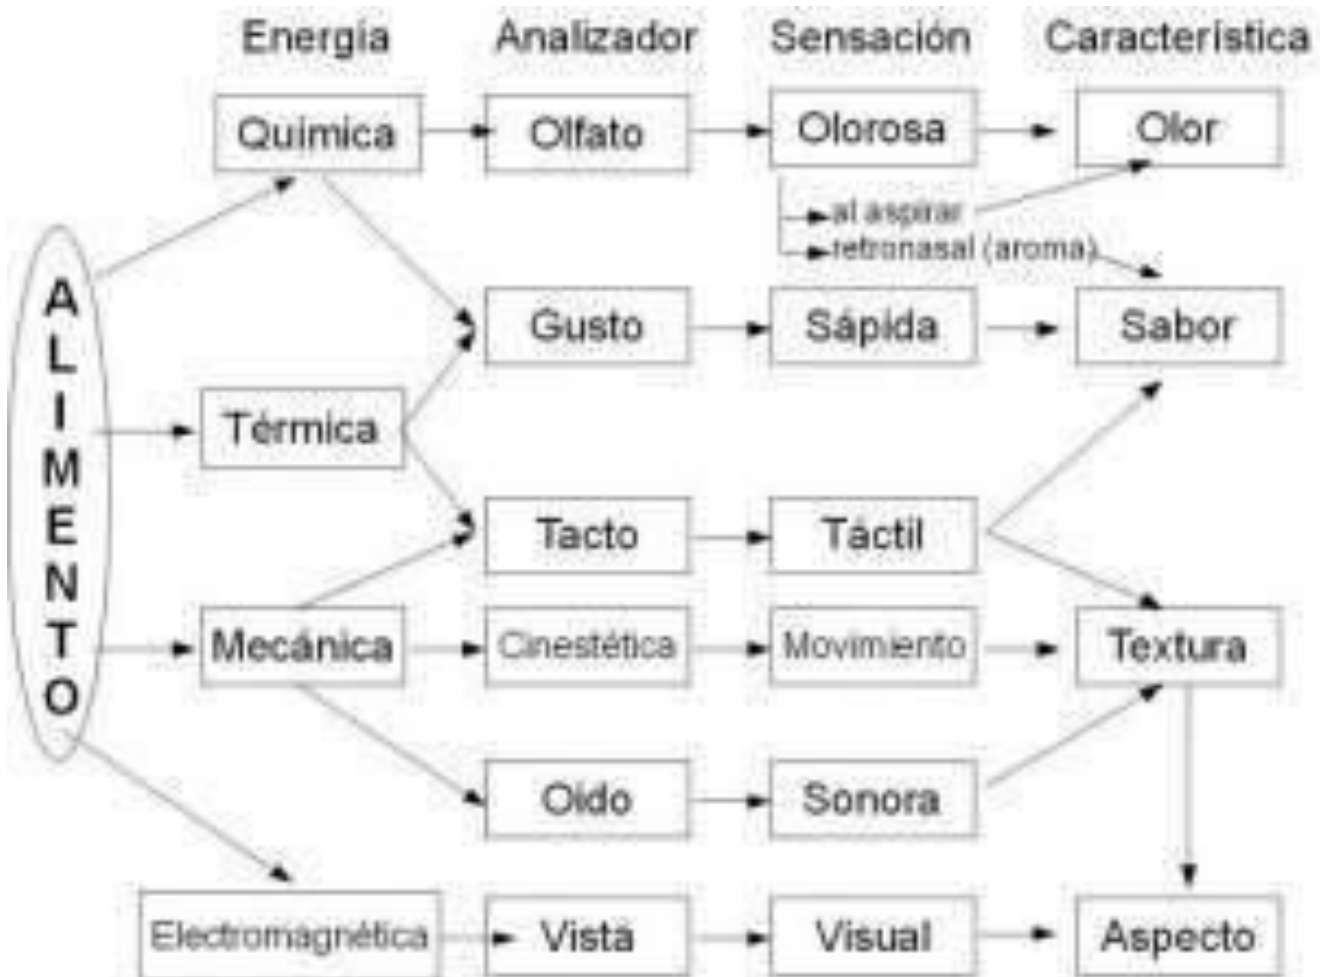 Energía Analizador Sensación Característica
Química Olfato Olorosa Olor
al aspirar
retronasal (aroma)
ALIMENTO
Gusto Sápida Sabor
Térmica
Tacto Táctil
Mecánica Cinestética Movimiento Textura
Oido Sonora
Electromagnética Vista Visual Aspecto